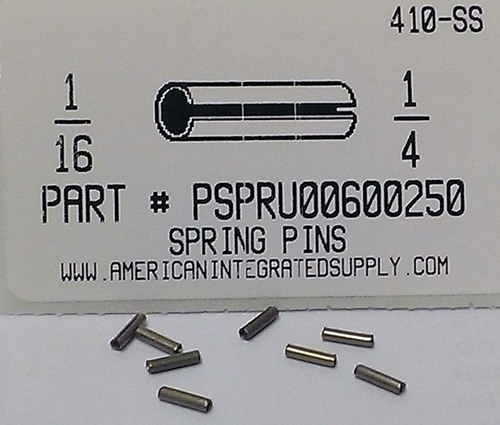 410-SS
1/16
1/4
PART # PSPRU00600250
SPRING PINS
WWW.AMERICANINTEGRATEDSUPPLY.COM